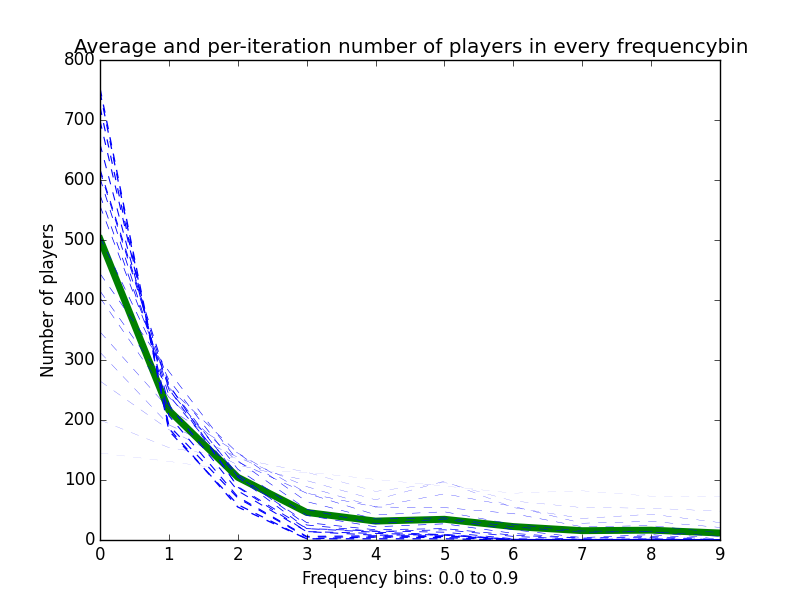 Average and per-iteration number of players in every frequencybin
800
700
600
500
400
300
200
100
0
Number of players
0 1 2 3 4 5 6 7 8 9
Frequency bins: 0.0 to 0.9